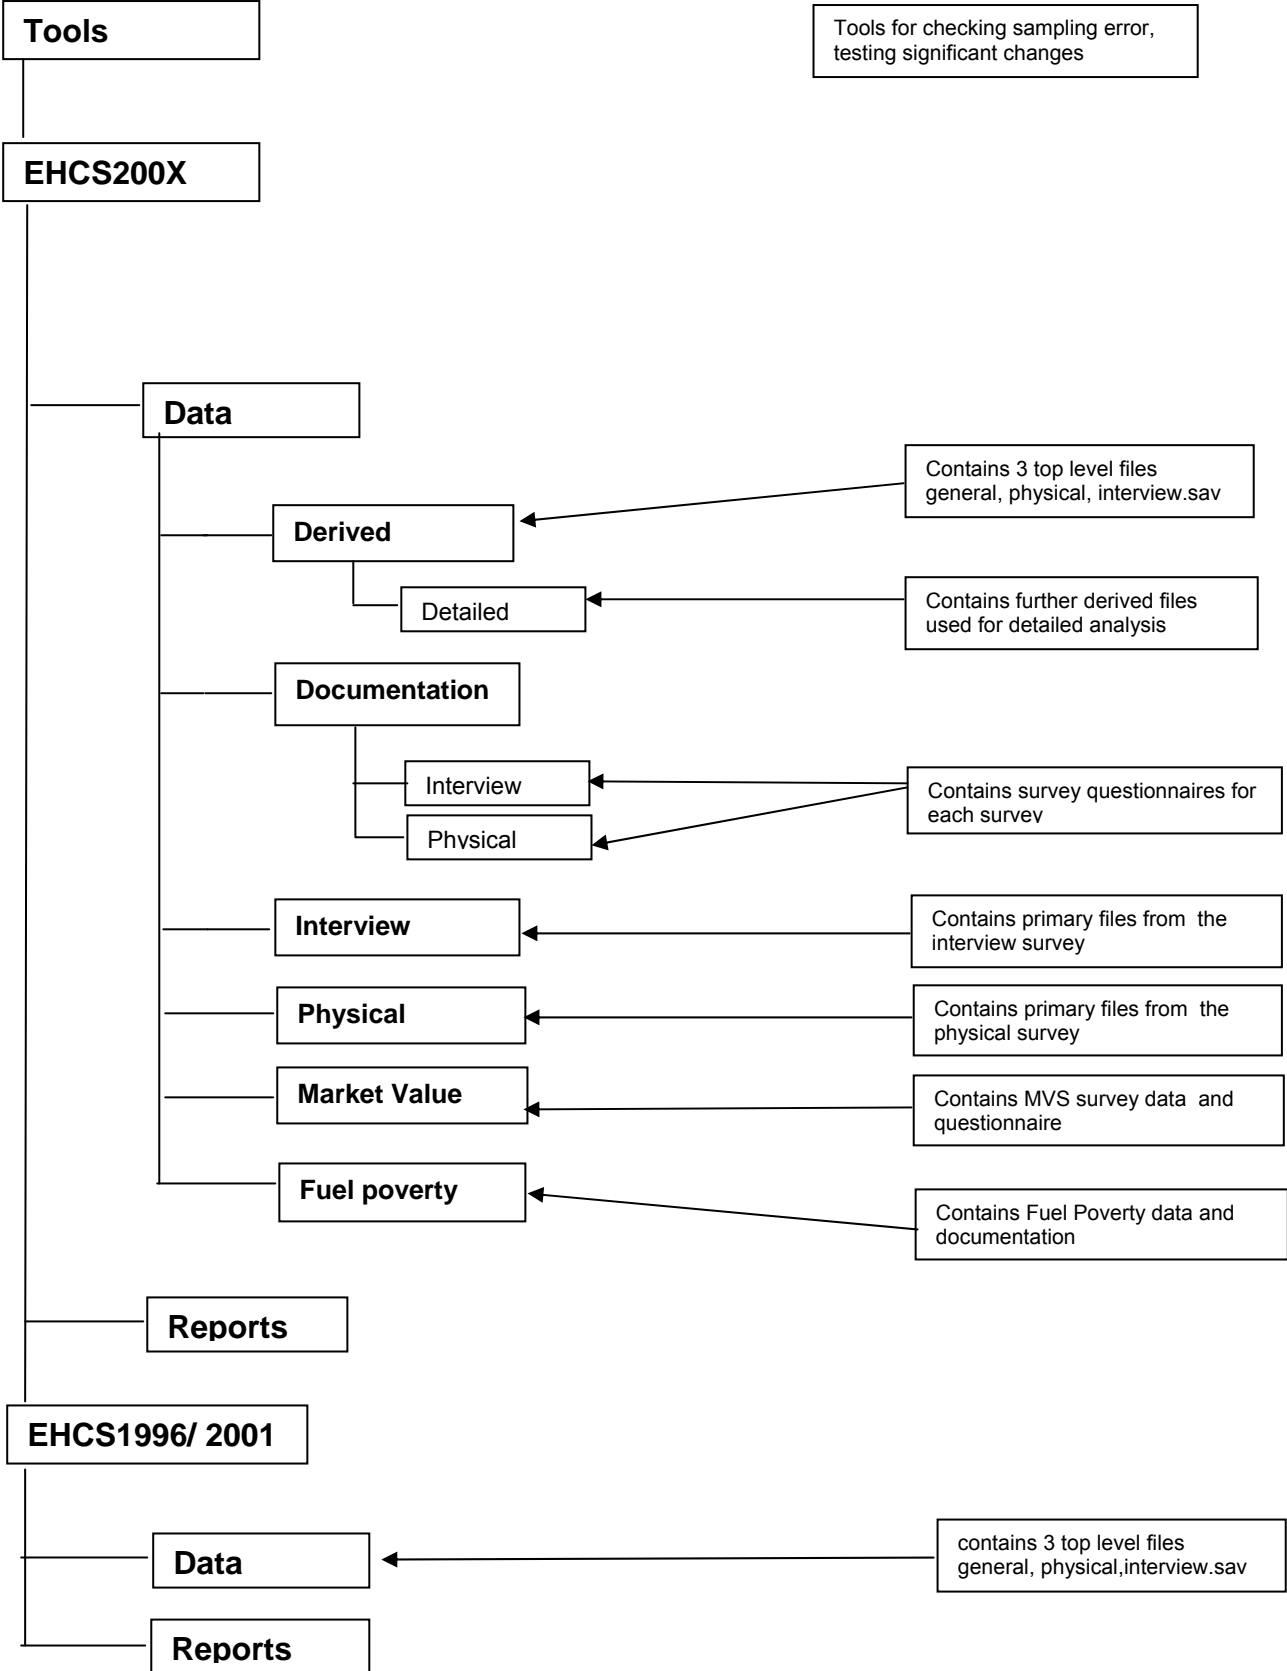 Tools
Tools for checking sampling error,
testing significant changes
EHCS200X
Data
Contains 3 top level files
general, physical, interview.sav
Derived
Detailed
Contains further derived files
used for detailed analysis
Documentation
Interview
Physical
Contains survey questionnaires for
each survey
Interview
Contains primary files from the
interview survey
Physical
Contains primary files from the
physical survey
Market Value
Contains MVS survey data and
questionnaire
Fuel poverty
Contains Fuel Poverty data and
documentation
Reports
EHCS1996/ 2001
Data
contains 3 top level files
general, physical,interview.sav
Reports